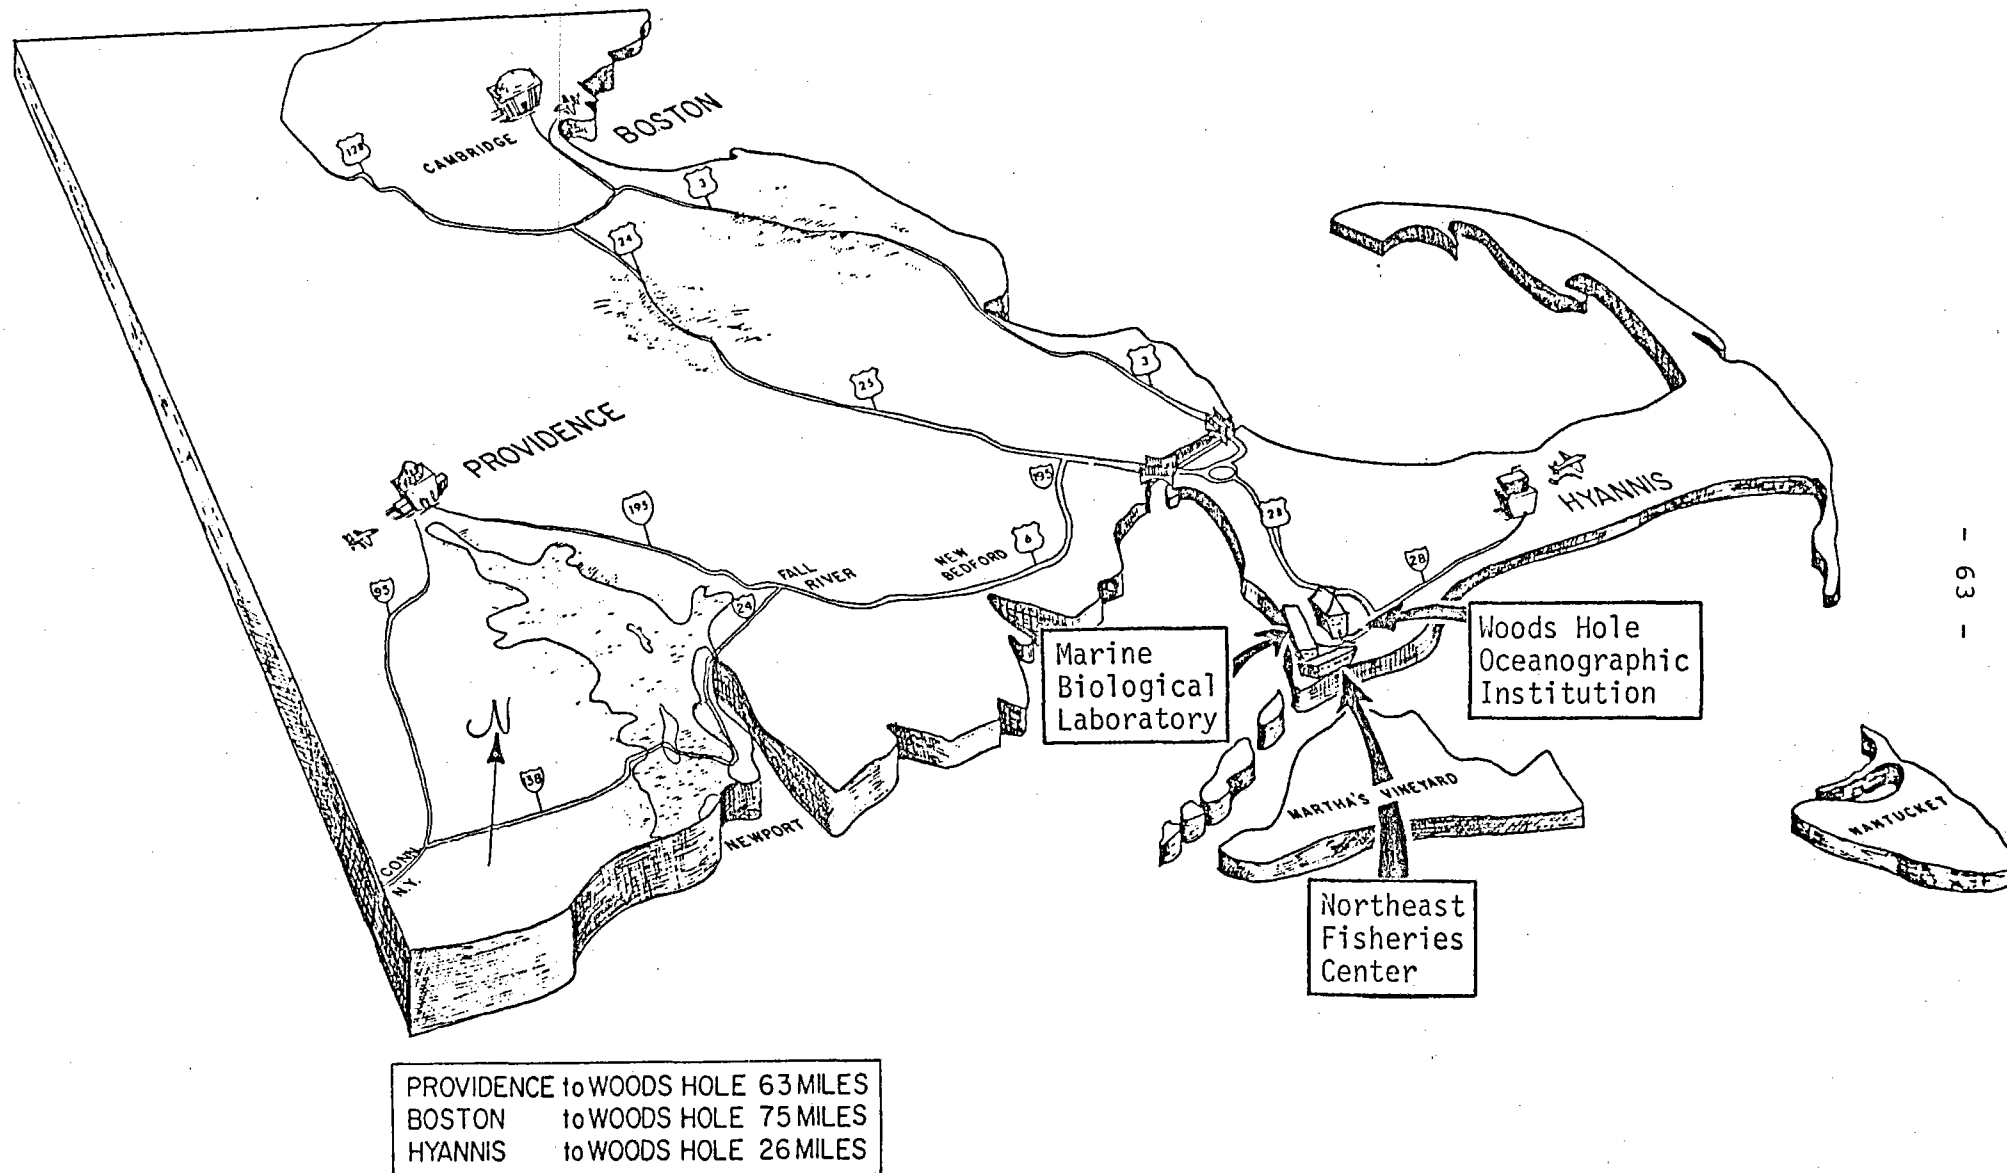 BOSTON
CAMBRIDGE
128
3
24
3
25
PROVIDENCE
195
195
28
HYANNIS
NEW
BEDFORD
6
28
FALL
RIVER
95
24
- 63 -
Marine
Biological
Laboratory
Woods Hole
Oceanographic
Institution
N
138
MARTHA'S VINEYARD
NANTUCKET
NEWPORT
CONN
N.Y.
Northeast
Fisheries
Center
PROVIDENCE to WOODS HOLE 63 MILES
BOSTON to WOODS HOLE 75 MILES
HYANNIS to WOODS HOLE 26 MILES